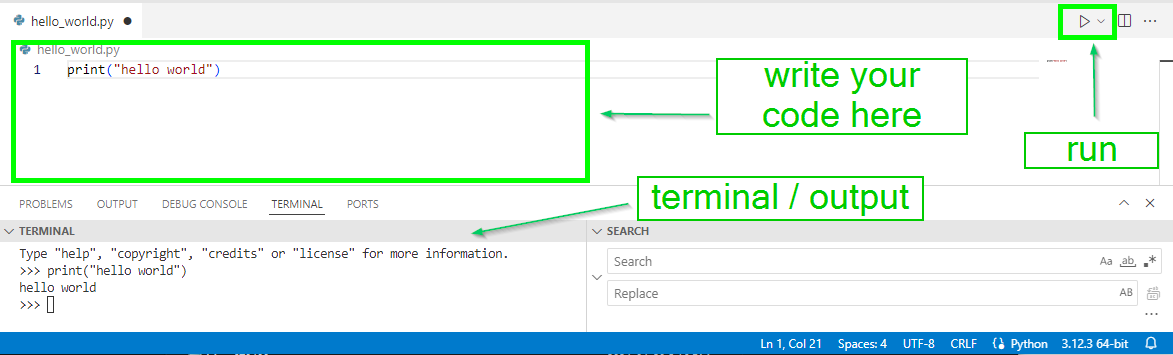 hello_world.py
hello_world.py
1 print("hello world")
write your
code here
run
terminal / output
PROBLEMS OUTPUT DEBUG CONSOLE TERMINAL PORTS
TERMINAL
Type "help", "copyright", "credits" or "license" for more information.
>>> print("hello world")
hello world
>>>
SEARCH
Search Aa ab .*
Replace AB
Ln 1, Col 21 Spaces: 4 UTF-8 CRLF Python 3.12.3 64-bit